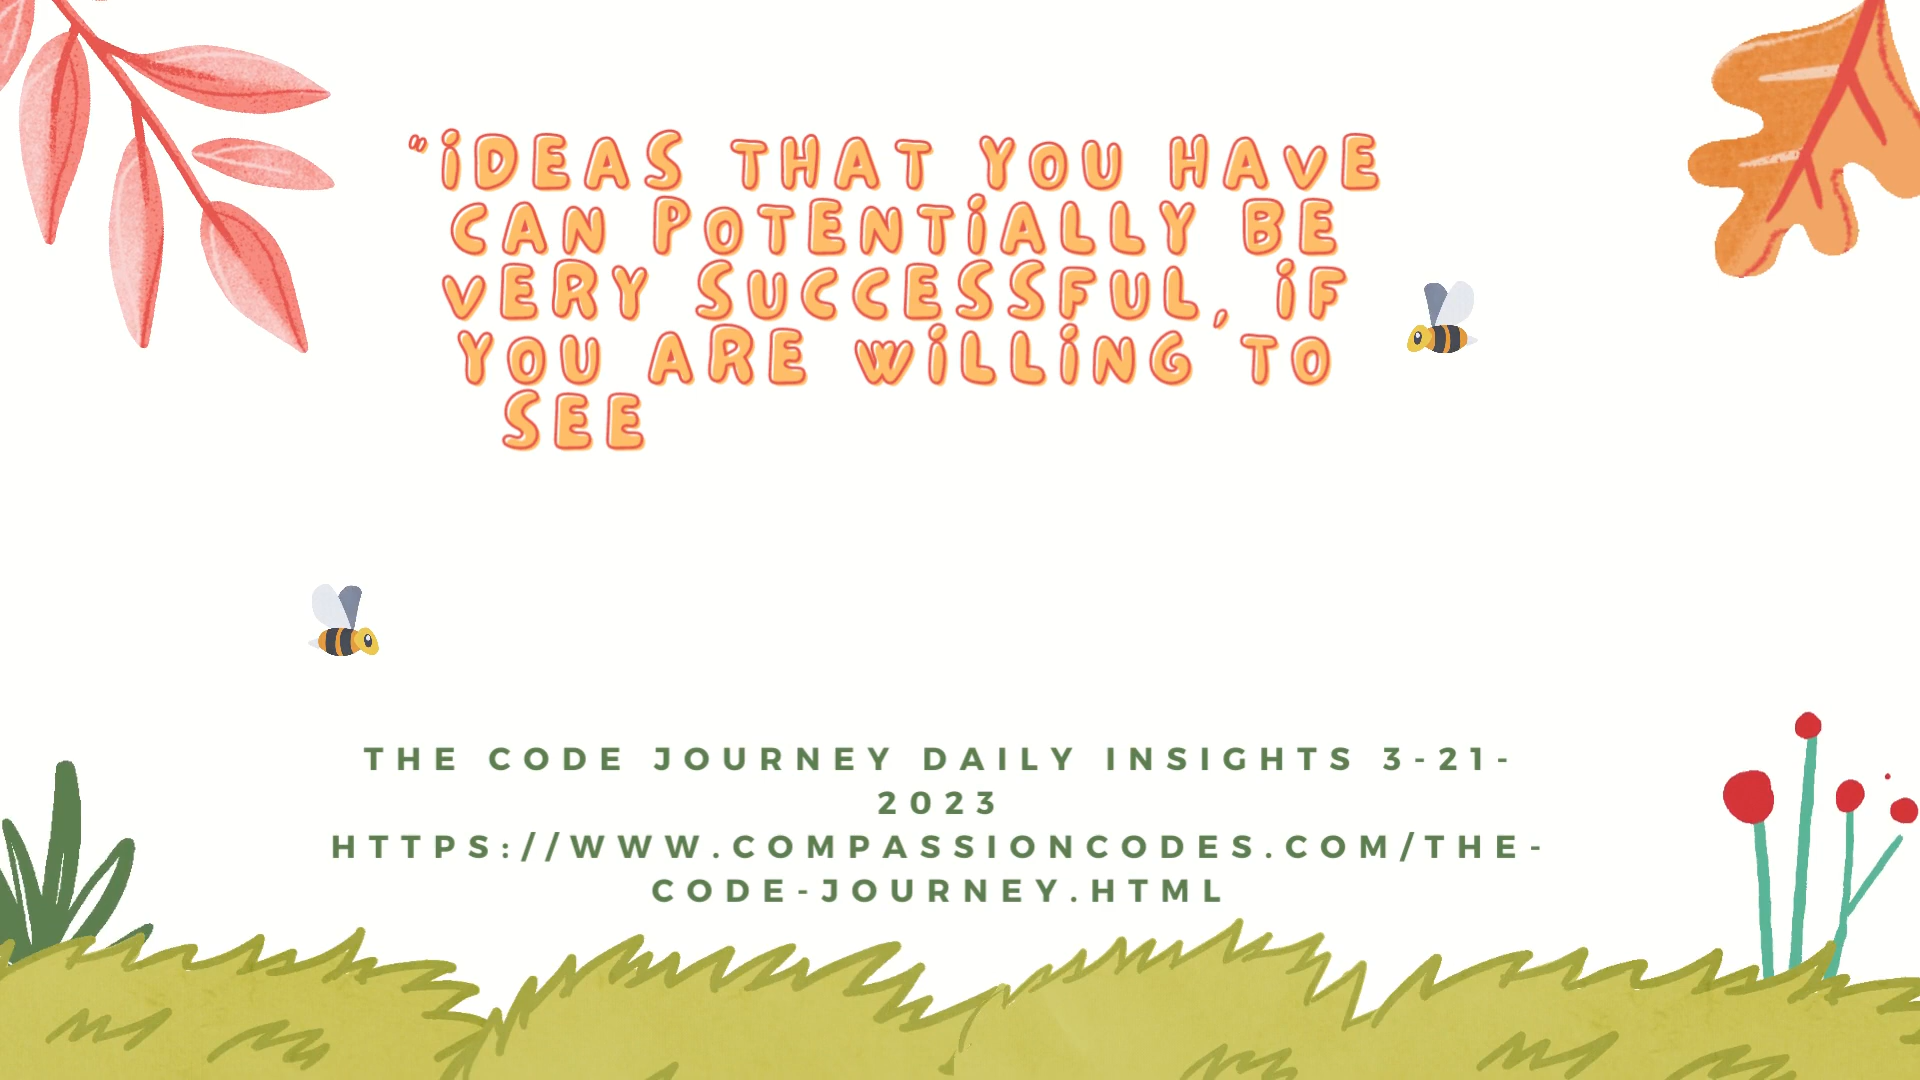 "IDEAS THAT YOU HAVE
CAN POTENTIALLY BE
VERY SUCCESSFUL, IF
YOU ARE WILLING TO
SEE
THE CODE JOURNEY DAILY INSIGHTS 3-21-
2023
HTTPS://WWW.COMPASSIONCODES.COM/THE-
CODE-JOURNEY.HTML